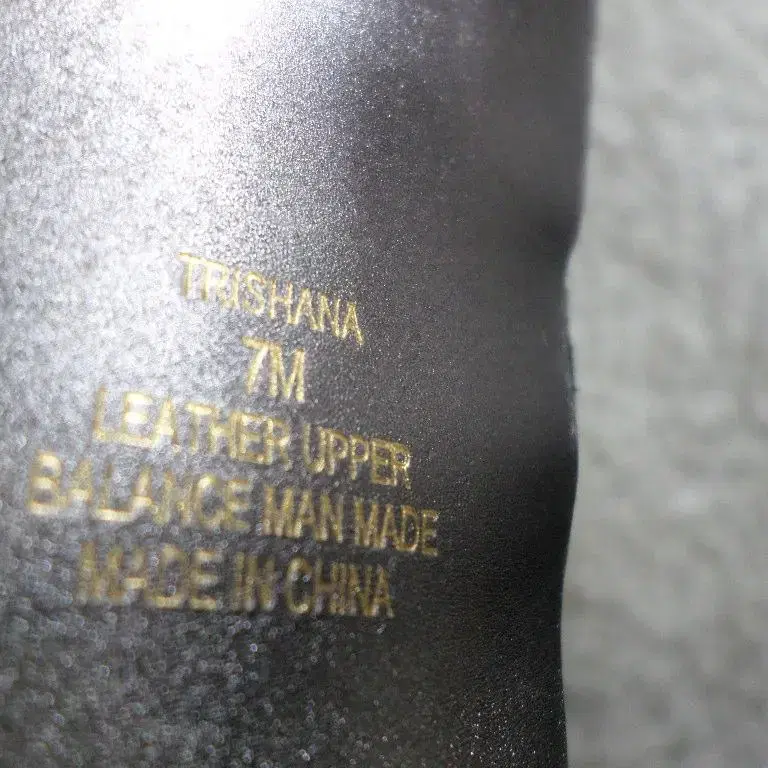 TRISHANA
7M
LEATHER UPPER
BALANCE MAN MADE
MADE IN CHINA